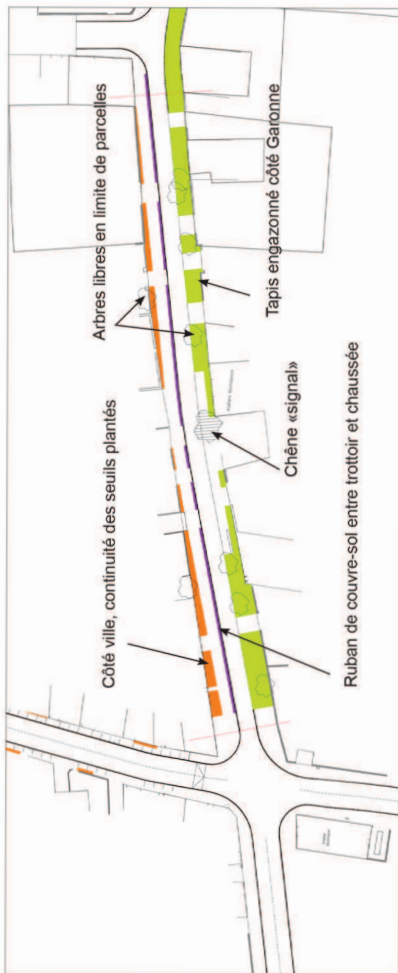 Côté ville, continuité des seuils plantés
Arbres libres en limite de parcelles
Ruban de couvre-sol entre trottoir et chaussée
Chêne «signal»
Tapis engazonné côté Garonne